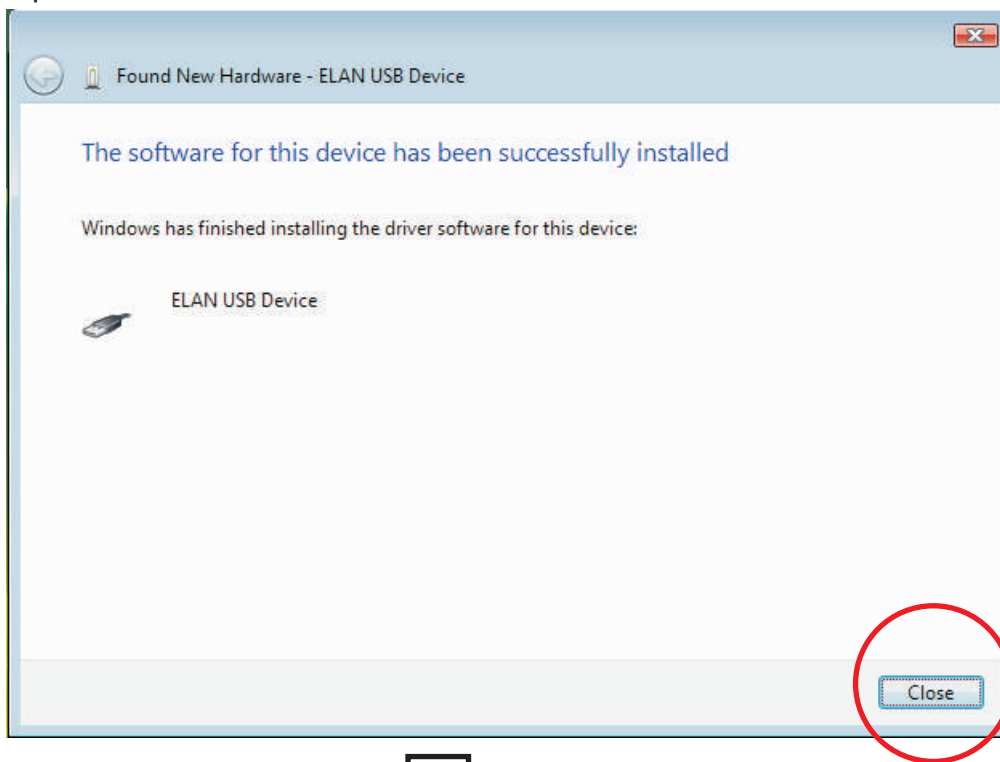 Found New Hardware - ELAN USB Device
The software for this device has been successfully installed
Windows has finished installing the driver software for this device:
ELAN USB Device
Close